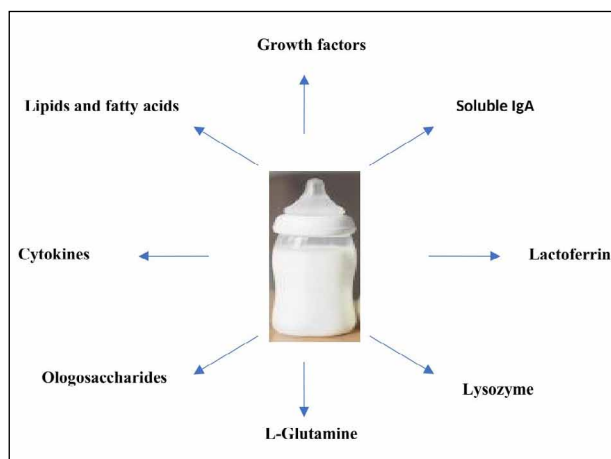 Growth factors
Lipids and fatty acids
Soluble IgA
Cytokines
Lactoferrin
Ologosaccharides
Lysozyme
L-Glutamine